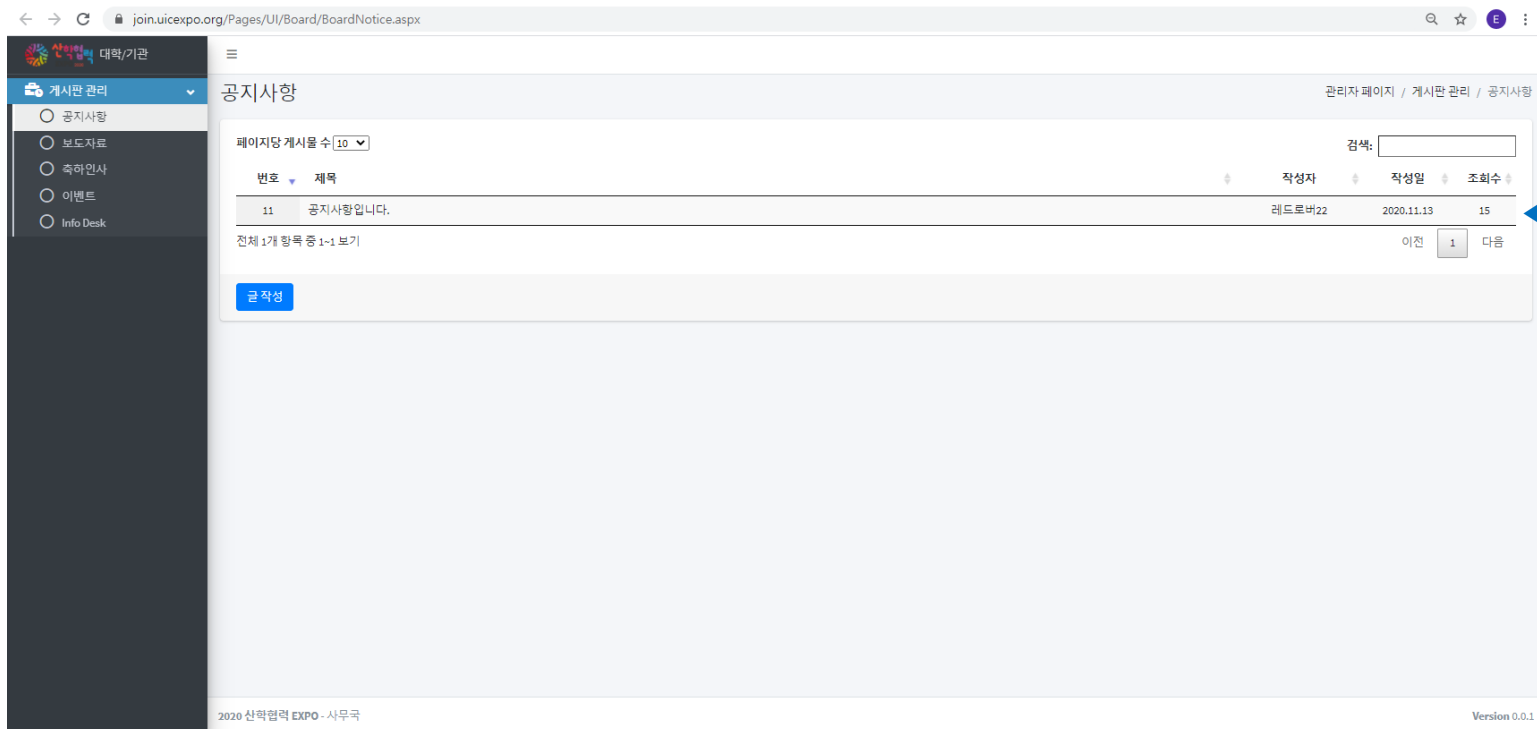 join.uicexpo.org/Pages/UI/Board/BoardNotice.aspx
E
산학협력 대학/기관
게시판 관리
공지사항
보도자료
축하인사
이벤트
Info Desk
공지사항
관리자 페이지 / 게시판 관리 / 공지사항
페이지당 게시물 수 10
검색:
번호 제목 작성자 작성일 조회수
11 공지사항입니다. 레드로버22 2020.11.13 15
전체 1개 항목 중 1~1 보기
이전 1 다음
글 작성
2020 산학협력 EXPO - 사무국
Version 0.0.1